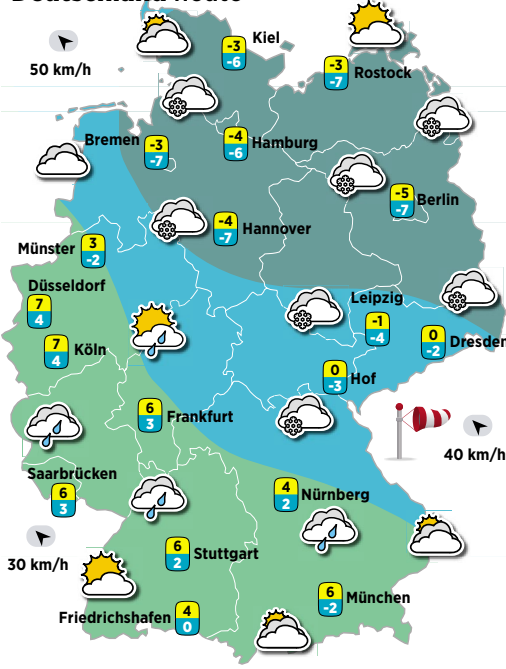 Deutschland heute
Kiel
-3
-6
50 km/h
-3
-7
Rostock
Bremen
-3
-7
-4
-6
Hamburg
-5
-7
Berlin
-4
-7
Hannover
Münster
3
-2
Düsseldorf
7
4
Leipzig
-1
-4
0
-2
Dresden
7
4
Köln
0
-3
Hof
6
3
Frankfurt
40 km/h
Saarbrücken
6
3
4
2
Nürnberg
30 km/h
6
2
Stuttgart
6
-2
München
Friedrichshafen
4
0